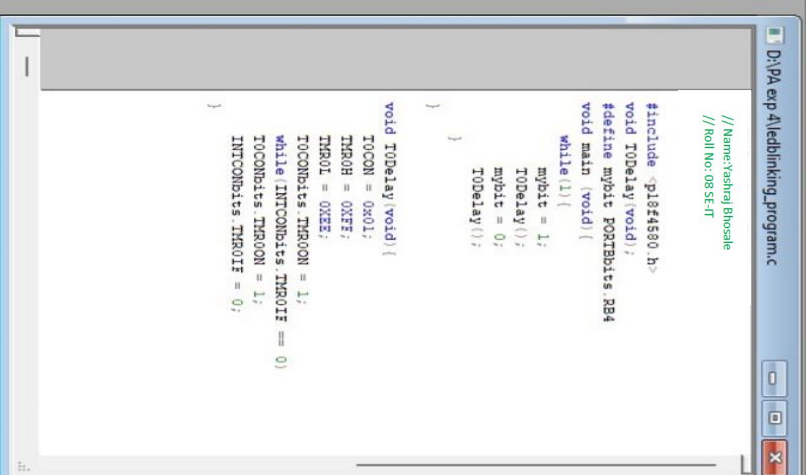 D:\PA exp 4\ledblinking_program.c
// Name:Yashraj Bhosale
// Roll No: 08 SE-IT
#include <p18f4580.h>
void T0Delay(void);
#define mybit PORTBbits.RB4
void main (void){
while(1){
mybit = 1;
T0Delay();
mybit = 0;
T0Delay();
}
}
void T0Delay(void){
T0CON = 0x01;
TMR0H = 0XFF;
TMR0L = 0XEE;
T0CONbits.TMR0ON = 1;
while(INTCONbits.TMR0IF == 0)
T0CONbits.TMR0ON = 1;
INTCONbits.TMR0IF = 0;
}